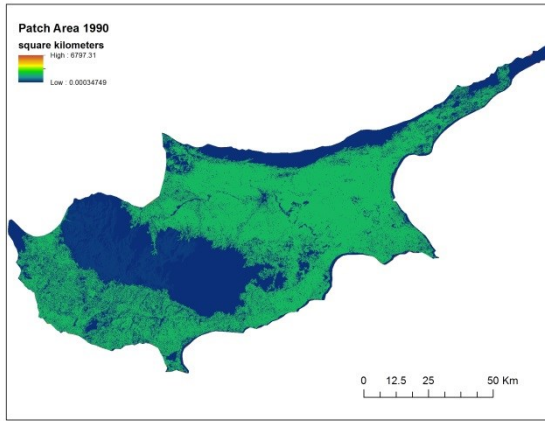 Patch Area 1990
square kilometers
High : 6797.31
Low : 0.00034749
0 12.5 25 50 Km